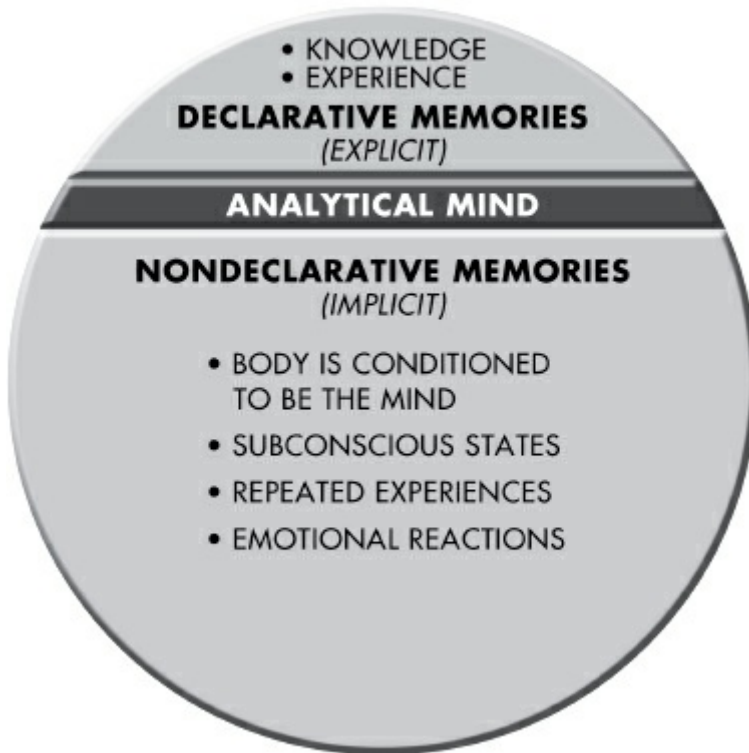 • KNOWLEDGE
• EXPERIENCE
DECLARATIVE MEMORIES
(EXPLICIT)
ANALYTICAL MIND
NONDECLARATIVE MEMORIES
(IMPLICIT)
• BODY IS CONDITIONED
TO BE THE MIND
• SUBCONSCIOUS STATES
• REPEATED EXPERIENCES
• EMOTIONAL REACTIONS